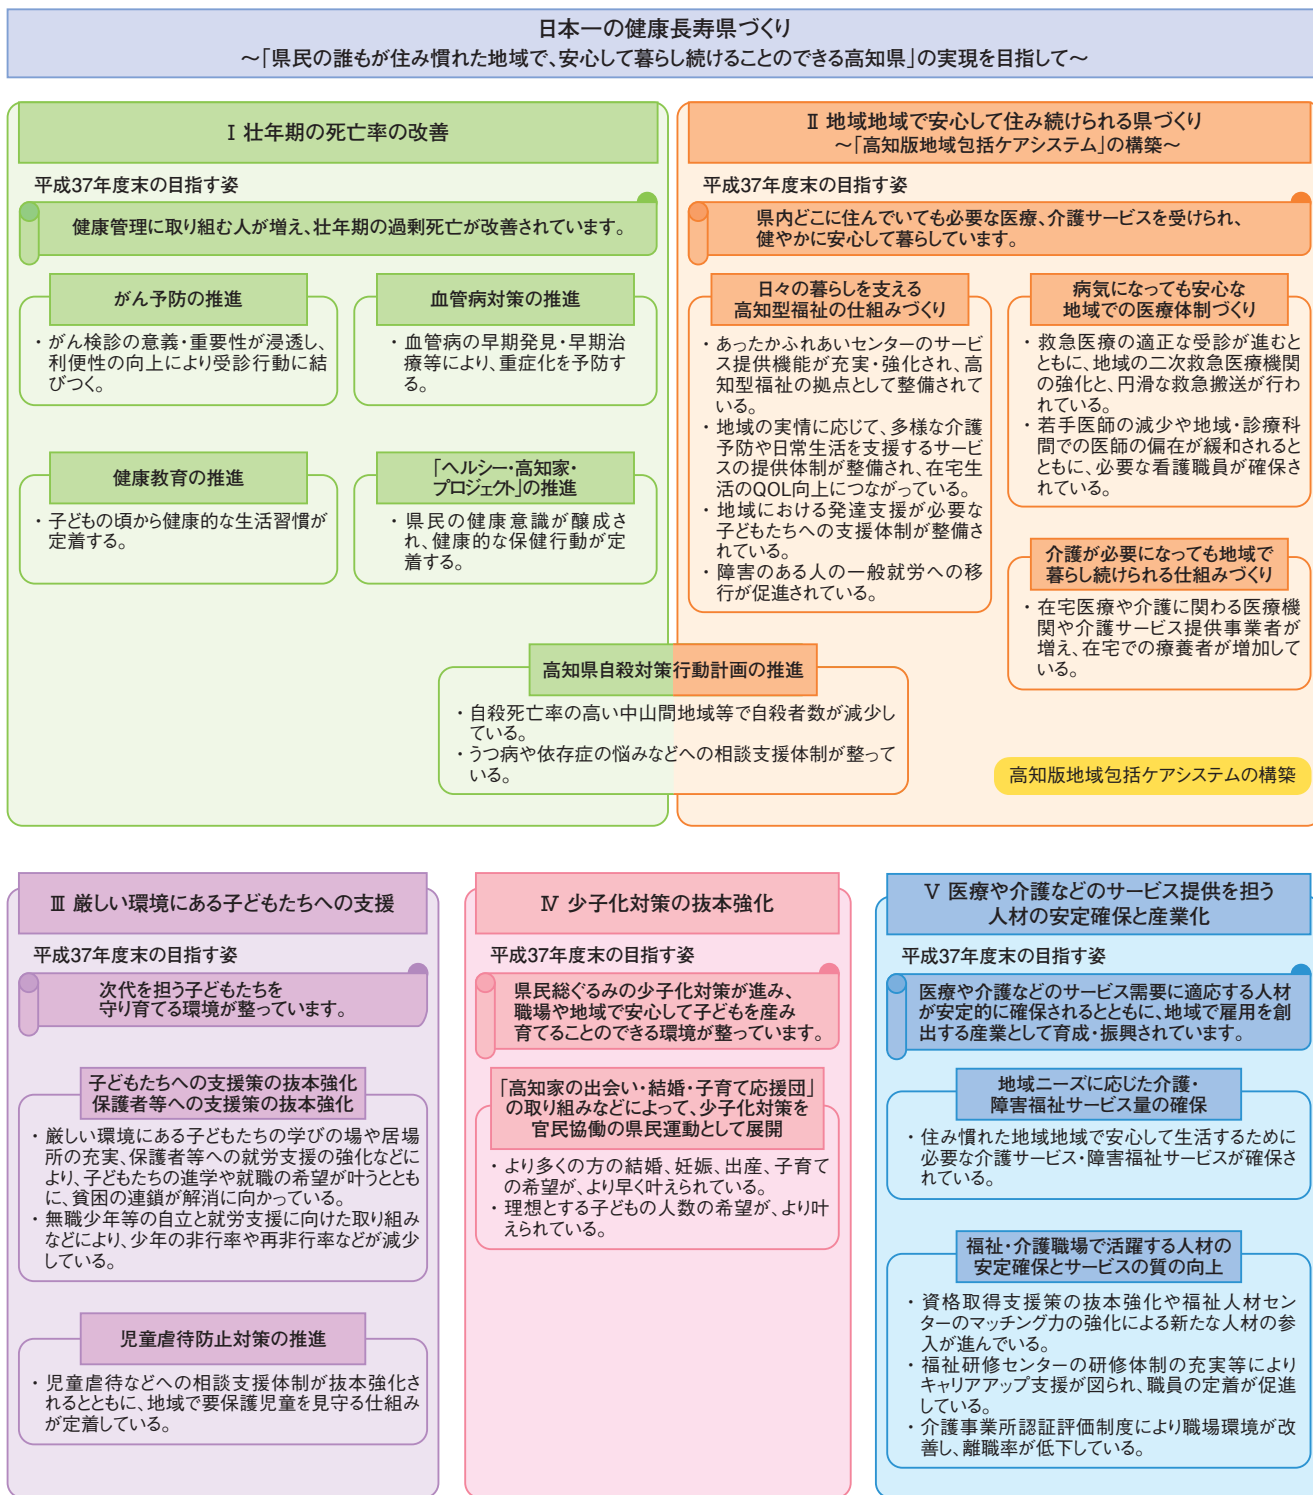 日本一の健康長寿県づくり
～「県民の誰もが住み慣れた地域で、安心して暮らし続けることのできる高知県」の実現を目指して～
Ⅰ 壮年期の死亡率の改善
平成37年度末の目指す姿
健康管理に取り組む人が増え、壮年期の過剰死亡が改善されています。
がん予防の推進
・がん検診の意義・重要性が浸透し、
利便性の向上により受診行動に結
びつく。
血管病対策の推進
・血管病の早期発見・早期治
療等により、重症化を予防す
る。
健康教育の推進
・子どもの頃から健康的な生活習慣が
定着する。
「ヘルシー・高知家・
プロジェクト」の推進
・県民の健康意識が醸成さ
れ、健康的な保健行動が定
着する。
Ⅱ 地域地域で安心して住み続けられる県づくり
～「高知版地域包括ケアシステム」の構築～
平成37年度末の目指す姿
県内どこに住んでいても必要な医療、介護サービスを受けられ、
健やかに安心して暮らしています。
日々の暮らしを支える
高知型福祉の仕組みづくり
・あったかふれあいセンターのサービ
ス提供機能が充実・強化され、高
知型福祉の拠点として整備されて
いる。
・地域の実情に応じて、多様な介護
予防や日常生活を支援するサービ
スの提供体制が整備され、在宅生
活のQOL向上につながっている。
・地域における発達支援が必要な
子どもたちへの支援体制が整備さ
れている。
・障害のある人の一般就労への移
行が促進されている。
病気になっても安心な
地域での医療体制づくり
・救急医療の適正な受診が進むと
ともに、地域の二次救急医療機関
の強化と、円滑な救急搬送が行わ
れている。
・若手医師の減少や地域・診療科
間での医師の偏在が緩和されると
ともに、必要な看護職員が確保さ
れている。
介護が必要になっても地域で
暮らし続けられる仕組みづくり
・在宅医療や介護に関わる医療機
関や介護サービス提供事業者が
増え、在宅での療養者が増加して
いる。
高知県自殺対策行動計画の推進
・自殺死亡率の高い中山間地域等で自殺者数が減少し
ている。
・うつ病や依存症の悩みなどへの相談支援体制が整って
いる。
高知版地域包括ケアシステムの構築
Ⅲ 厳しい環境にある子どもたちへの支援
平成37年度末の目指す姿
次代を担う子どもたちを
守り育てる環境が整っています。
子どもたちへの支援策の抜本強化
保護者等への支援策の抜本強化
・厳しい環境にある子どもたちの学びの場や居場
所の充実、保護者等への就労支援の強化などに
より、子どもたちの進学や就職の希望が叶うととも
に、貧困の連鎖が解消に向かっている。
・無職少年等の自立と就労支援に向けた取り組み
などにより、少年の非行率や再非行率などが減少
している。
児童虐待防止対策の推進
・児童虐待などへの相談支援体制が抜本強化さ
れるとともに、地域で要保護児童を見守る仕組み
が定着している。
Ⅳ 少子化対策の抜本強化
平成37年度末の目指す姿
県民総ぐるみの少子化対策が進み、
職場や地域で安心して子どもを産み
育てることのできる環境が整っています。
「高知家の出会い・結婚・子育て応援団」
の取り組みなどによって、少子化対策を
官民協働の県民運動として展開
・より多くの方の結婚、妊娠、出産、子育て
の希望が、より早く叶えられている。
・理想とする子どもの人数の希望が、より叶
えられている。
Ⅴ 医療や介護などのサービス提供を担う
人材の安定確保と産業化
平成37年度末の目指す姿
医療や介護などのサービス需要に適応する人材
が安定的に確保されるとともに、地域で雇用を創
出する産業として育成・振興されています。
地域ニーズに応じた介護・
障害福祉サービス量の確保
・住み慣れた地域地域で安心して生活するために
必要な介護サービス・障害福祉サービスが確保さ
れている。
福祉・介護職場で活躍する人材の
安定確保とサービスの質の向上
・資格取得支援策の抜本強化や福祉人材セン
ターのマッチング力の強化による新たな人材の参
入が進んでいる。
・福祉研修センターの研修体制の充実等により
キャリアアップ支援が図られ、職員の定着が促進
している。
・介護事業所認証評価制度により職場環境が改
善し、離職率が低下している。